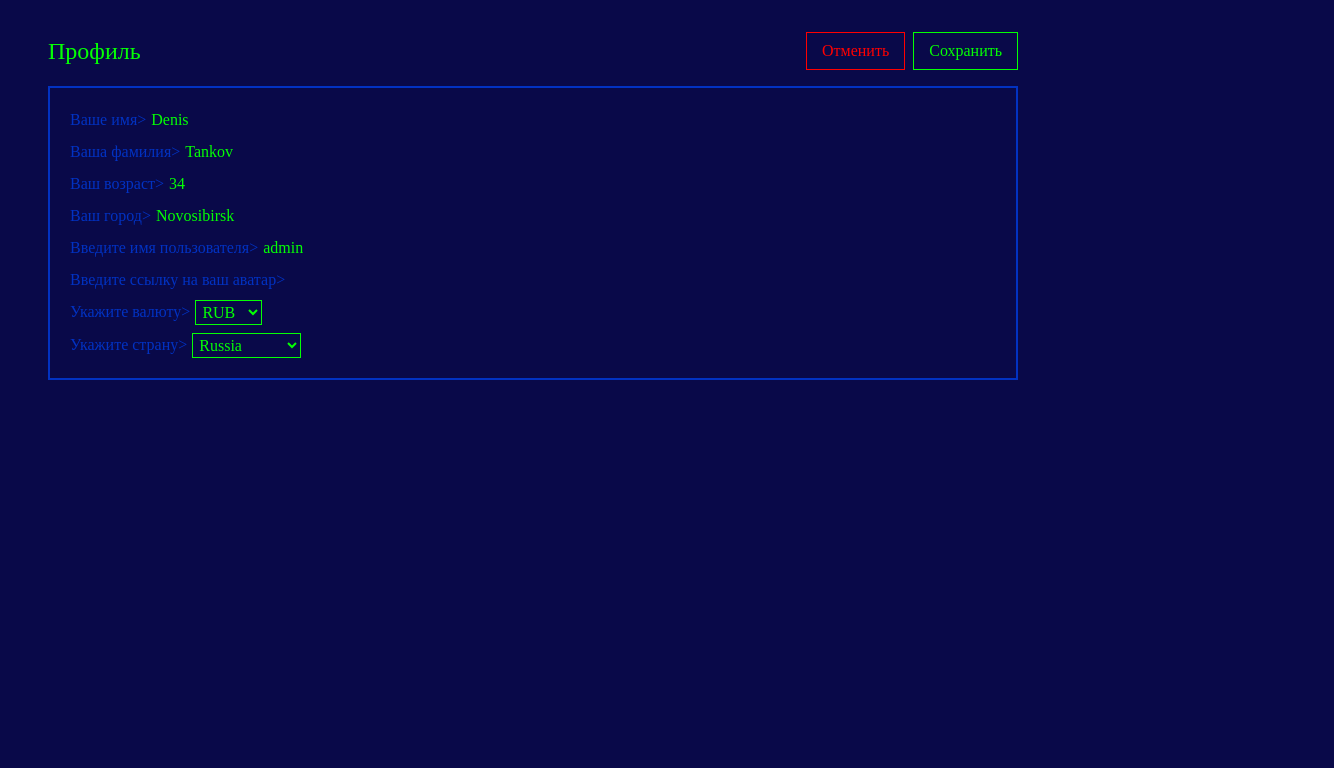 Профиль
Отменить
Сохранить
Ваше имя> Denis
Ваша фамилия> Tankov
Ваш возраст> 34
Ваш город> Novosibirsk
Введите имя пользователя> admin
Введите ссылку на ваш аватар>
Укажите валюту> RUB
Укажите страну> Russia